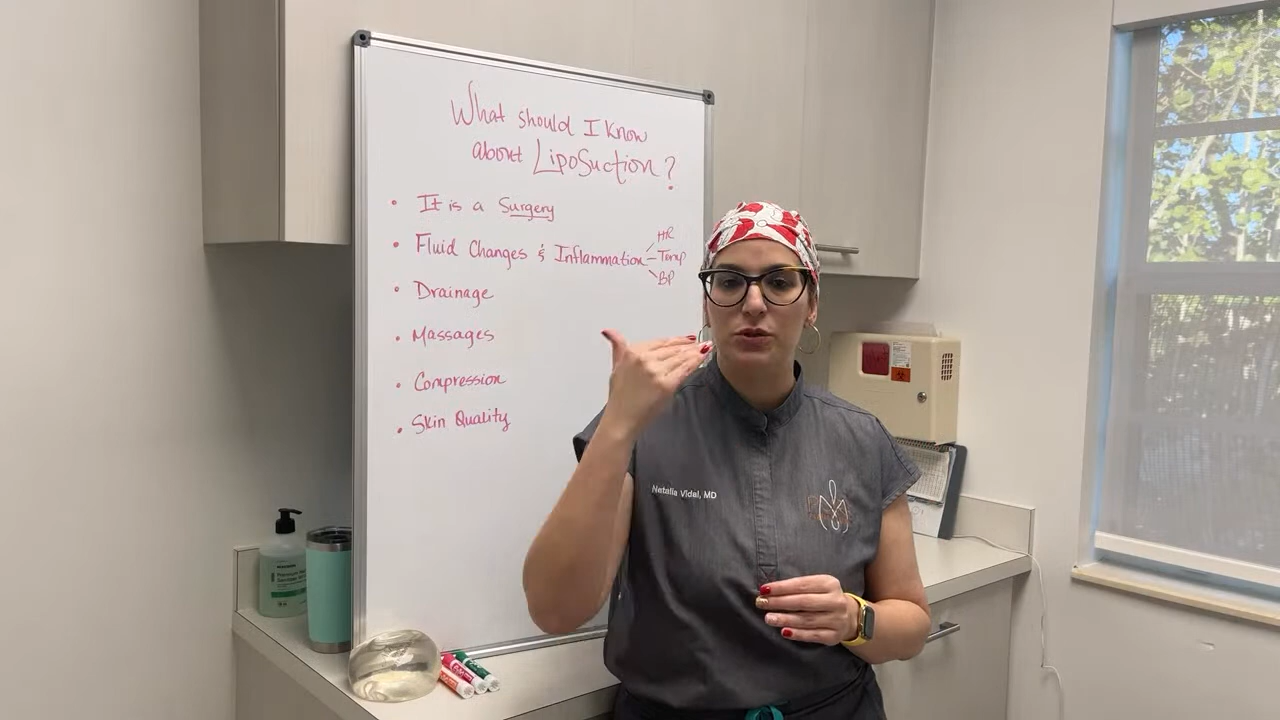 What should I know
about LipoSuction?
• It is a Surgery
• Fluid Changes & Inflammation
HR
Temp
BP
• Drainage
• Massages
• Compression
• Skin Quality
Natalia Vidal, MD